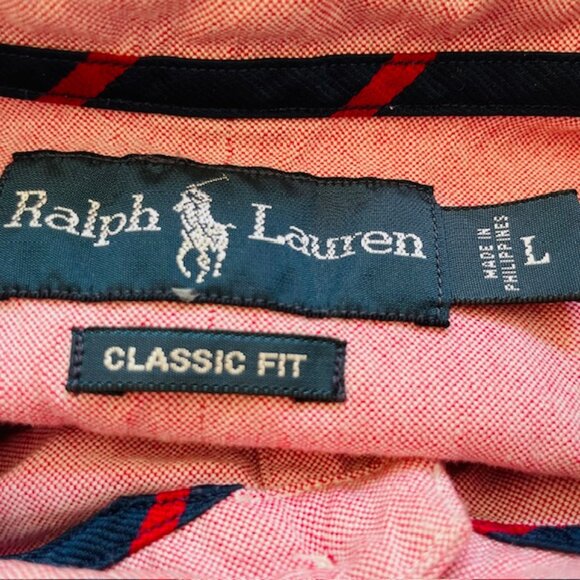 Ralph Lauren
MADE IN
PHILIPPINES
L
CLASSIC FIT